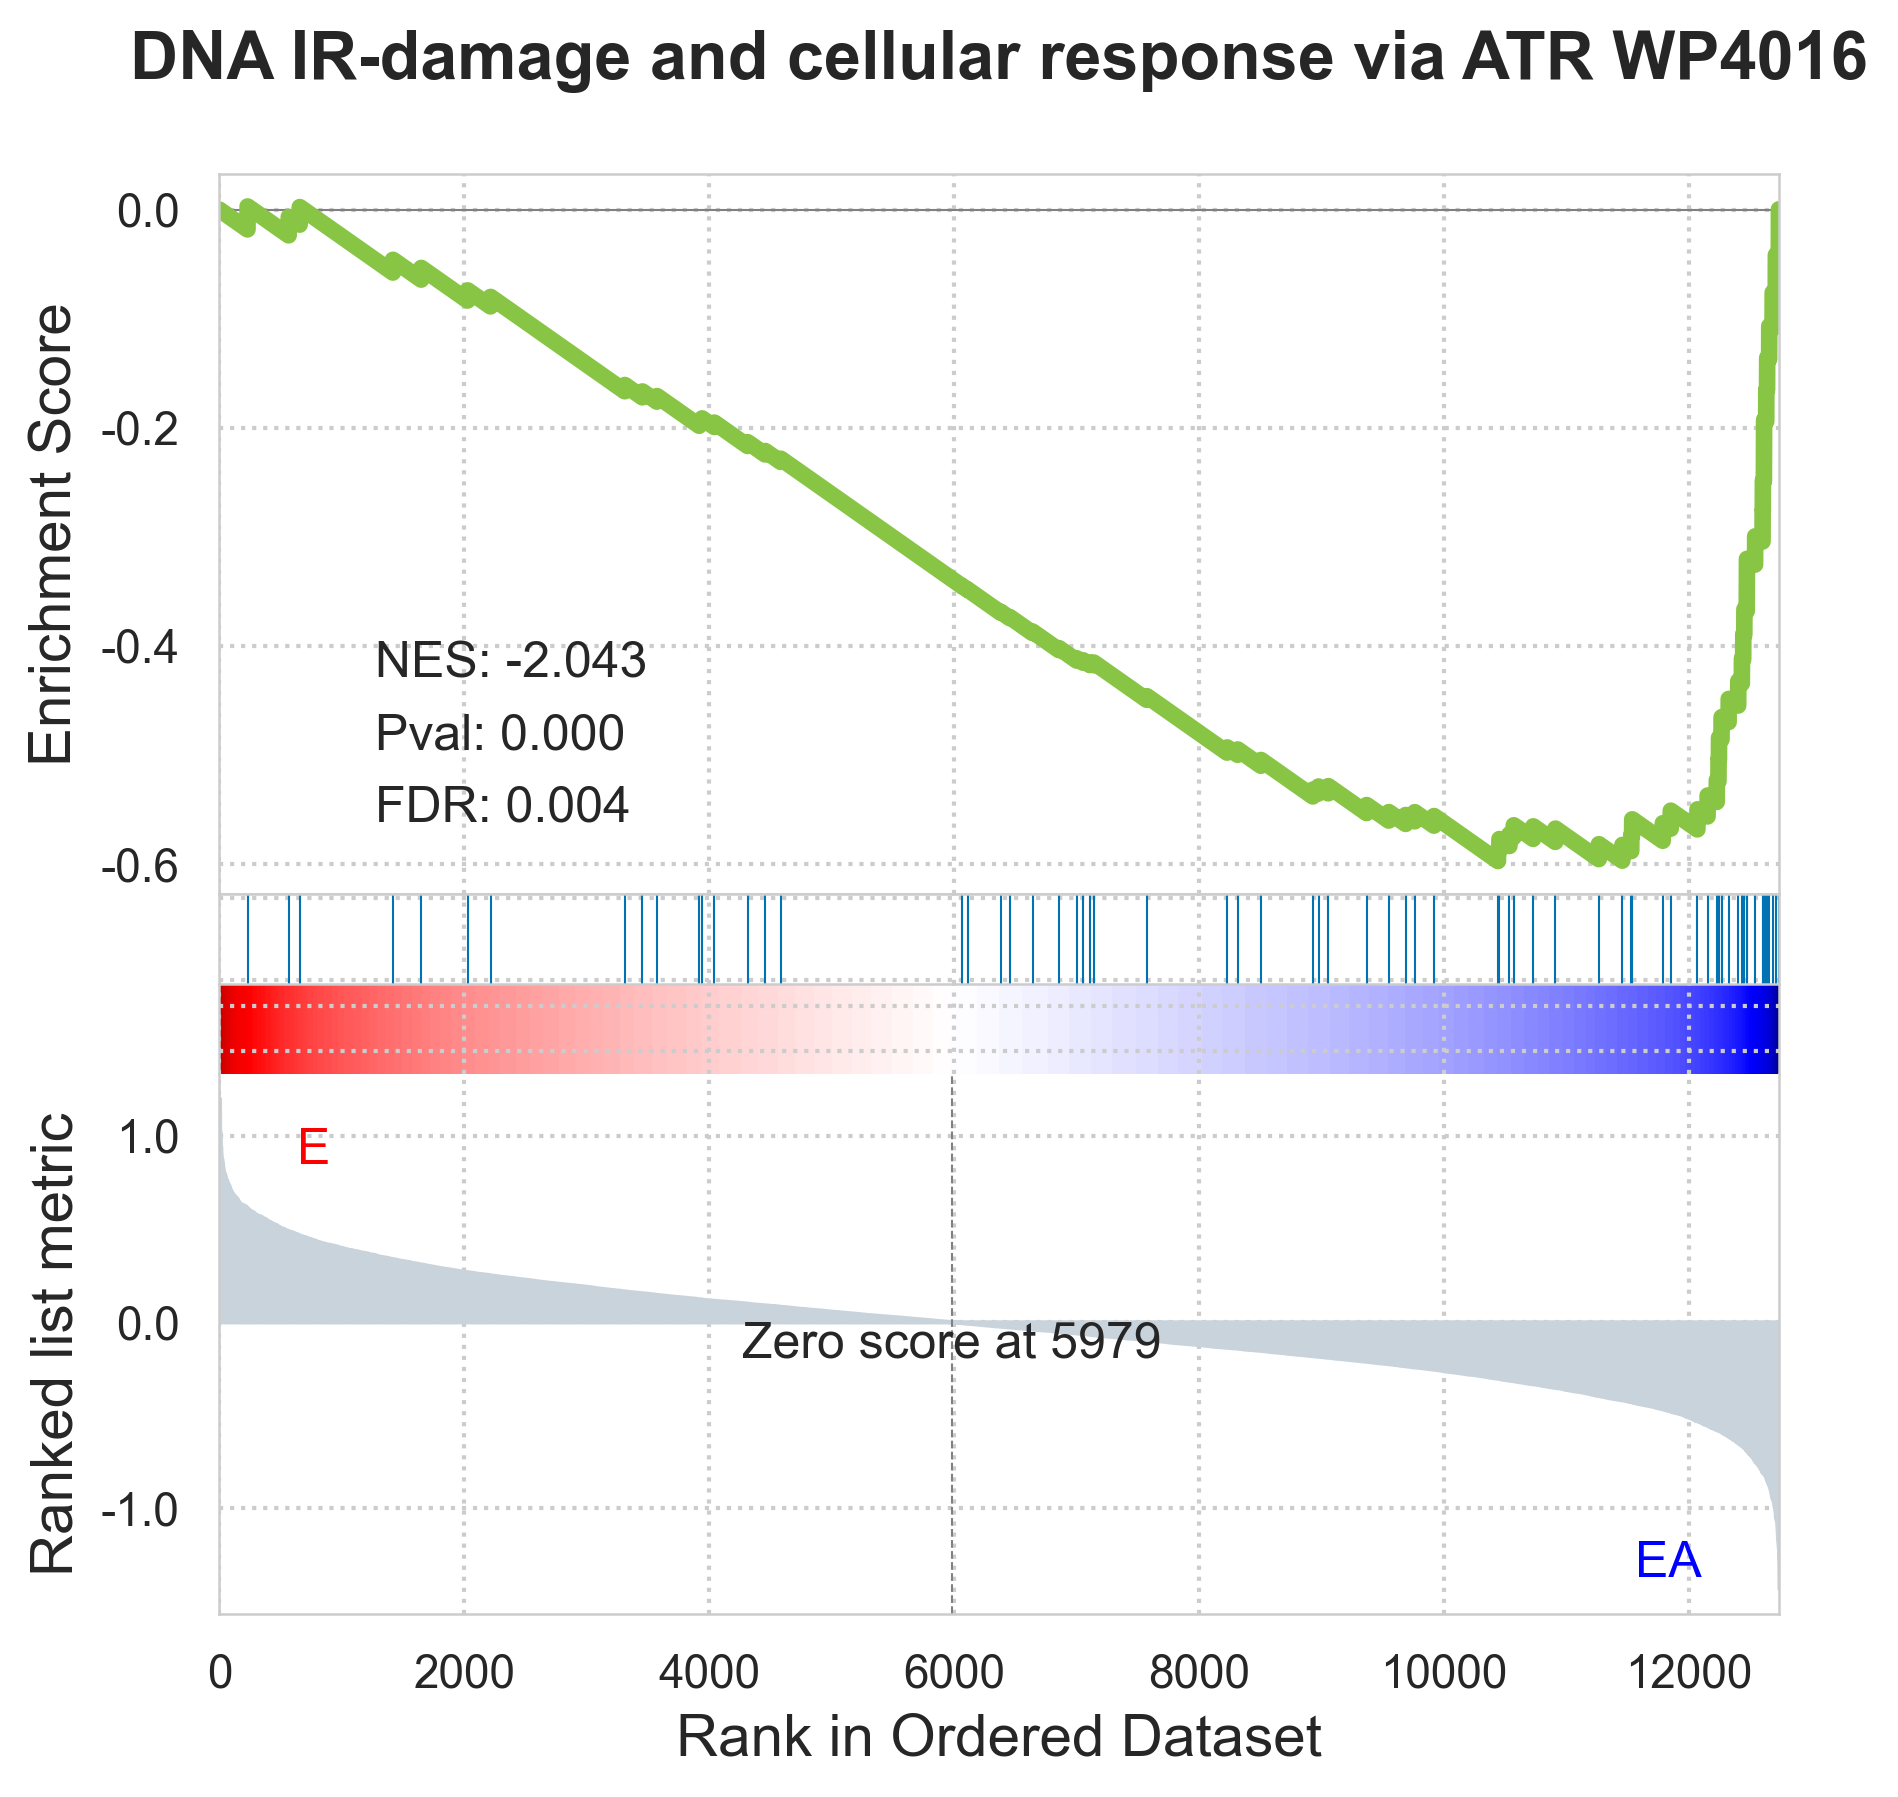 DNA IR-damage and cellular response via ATR WP4016
Enrichment Score
0.0
-0.2
-0.4
-0.6
NES: -2.043
Pval: 0.000
FDR: 0.004
Ranked list metric
1.0
0.0
-1.0
E
Zero score at 5979
EA
0 2000 4000 6000 8000 10000 12000
Rank in Ordered Dataset